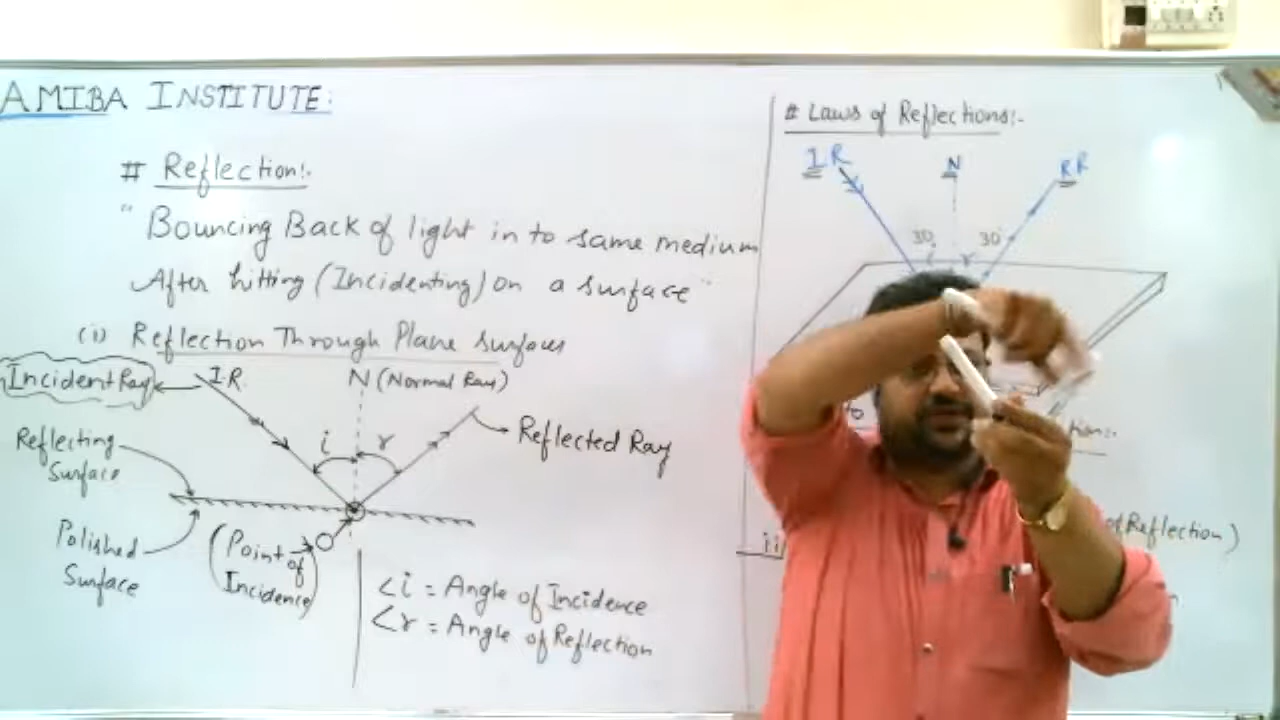 AMIBA INSTITUTE:
# Reflection:-
"Bouncing Back of light in to same medium
After hitting (Incidenting) on a surface"
(i) Reflection Through Plane surfaces
Incident Ray
I.R.
N (Normal Ray)
Reflecting
Surface
i
r
Reflected Ray
Polished
Surface
(Point of
Incidence)
∠i = Angle of Incidence
∠r = Angle of Reflection
# Laws of Reflections:-
IR
N
RR
30
30°
to
of Reflection)
ii